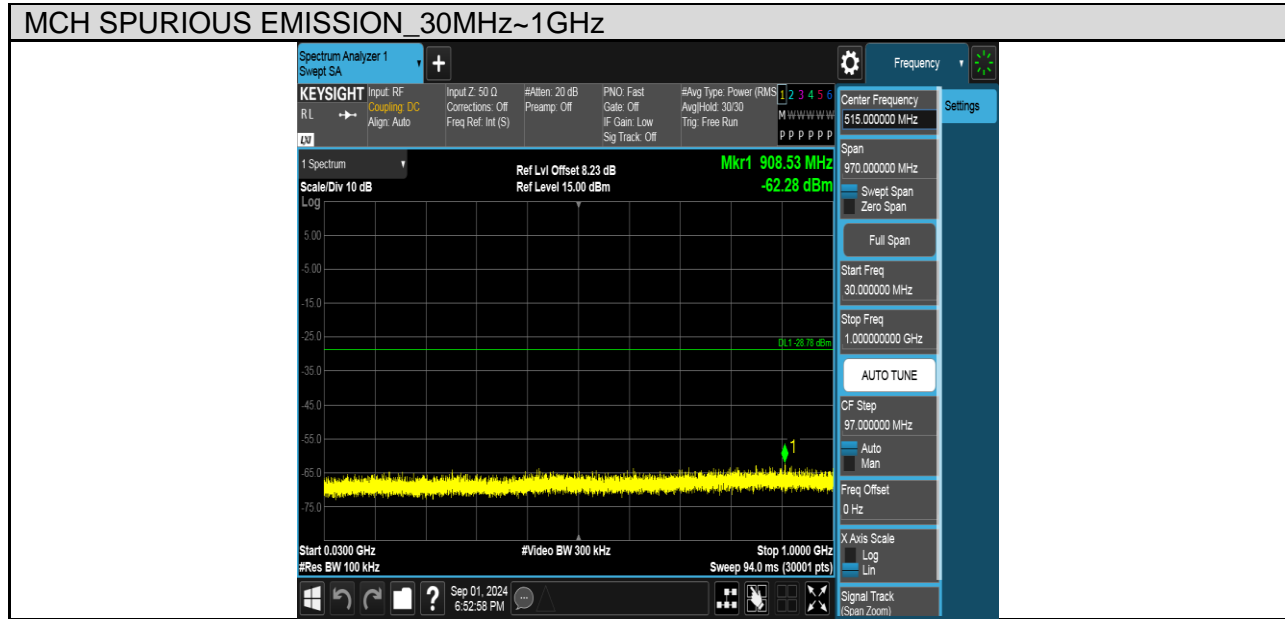 MCH SPURIOUS EMISSION_30MHz~1GHz
Spectrum Analyzer 1
Swept SA
+
Frequency
KEYSIGHT
RL
LXI
Input: RF
Coupling: DC
Align: Auto
Input Z: 50 Ω
Corrections: Off
Freq Ref: Int (S)
#Atten: 20 dB
Preamp: Off
PNO: Fast
Gate: Off
IF Gain: Low
Sig Track: Off
#Avg Type: Power (RMS
Avg|Hold: 30/30
Trig: Free Run
1 2 3 4 5 6
M W W W W W
P P P P P P
1 Spectrum
Scale/Div 10 dB
Ref Lvl Offset 8.23 dB
Ref Level 15.00 dBm
Mkr1 908.53 MHz
-62.28 dBm
Log
5.00
-5.00
-15.0
-25.0
DL1 -28.78 dBm
-35.0
-45.0
-55.0
1
-65.0
-75.0
Start 0.0300 GHz
#Res BW 100 kHz
#Video BW 300 kHz
Stop 1.0000 GHz
Sweep 94.0 ms (30001 pts)
Center Frequency
515.000000 MHz
Settings
Span
970.000000 MHz
Swept Span
Zero Span
Full Span
Start Freq
30.000000 MHz
Stop Freq
1.000000000 GHz
AUTO TUNE
CF Step
97.000000 MHz
Auto
Man
Freq Offset
0 Hz
X Axis Scale
Log
Lin
Signal Track
(Span Zoom)
?
Sep 01, 2024
6:52:58 PM